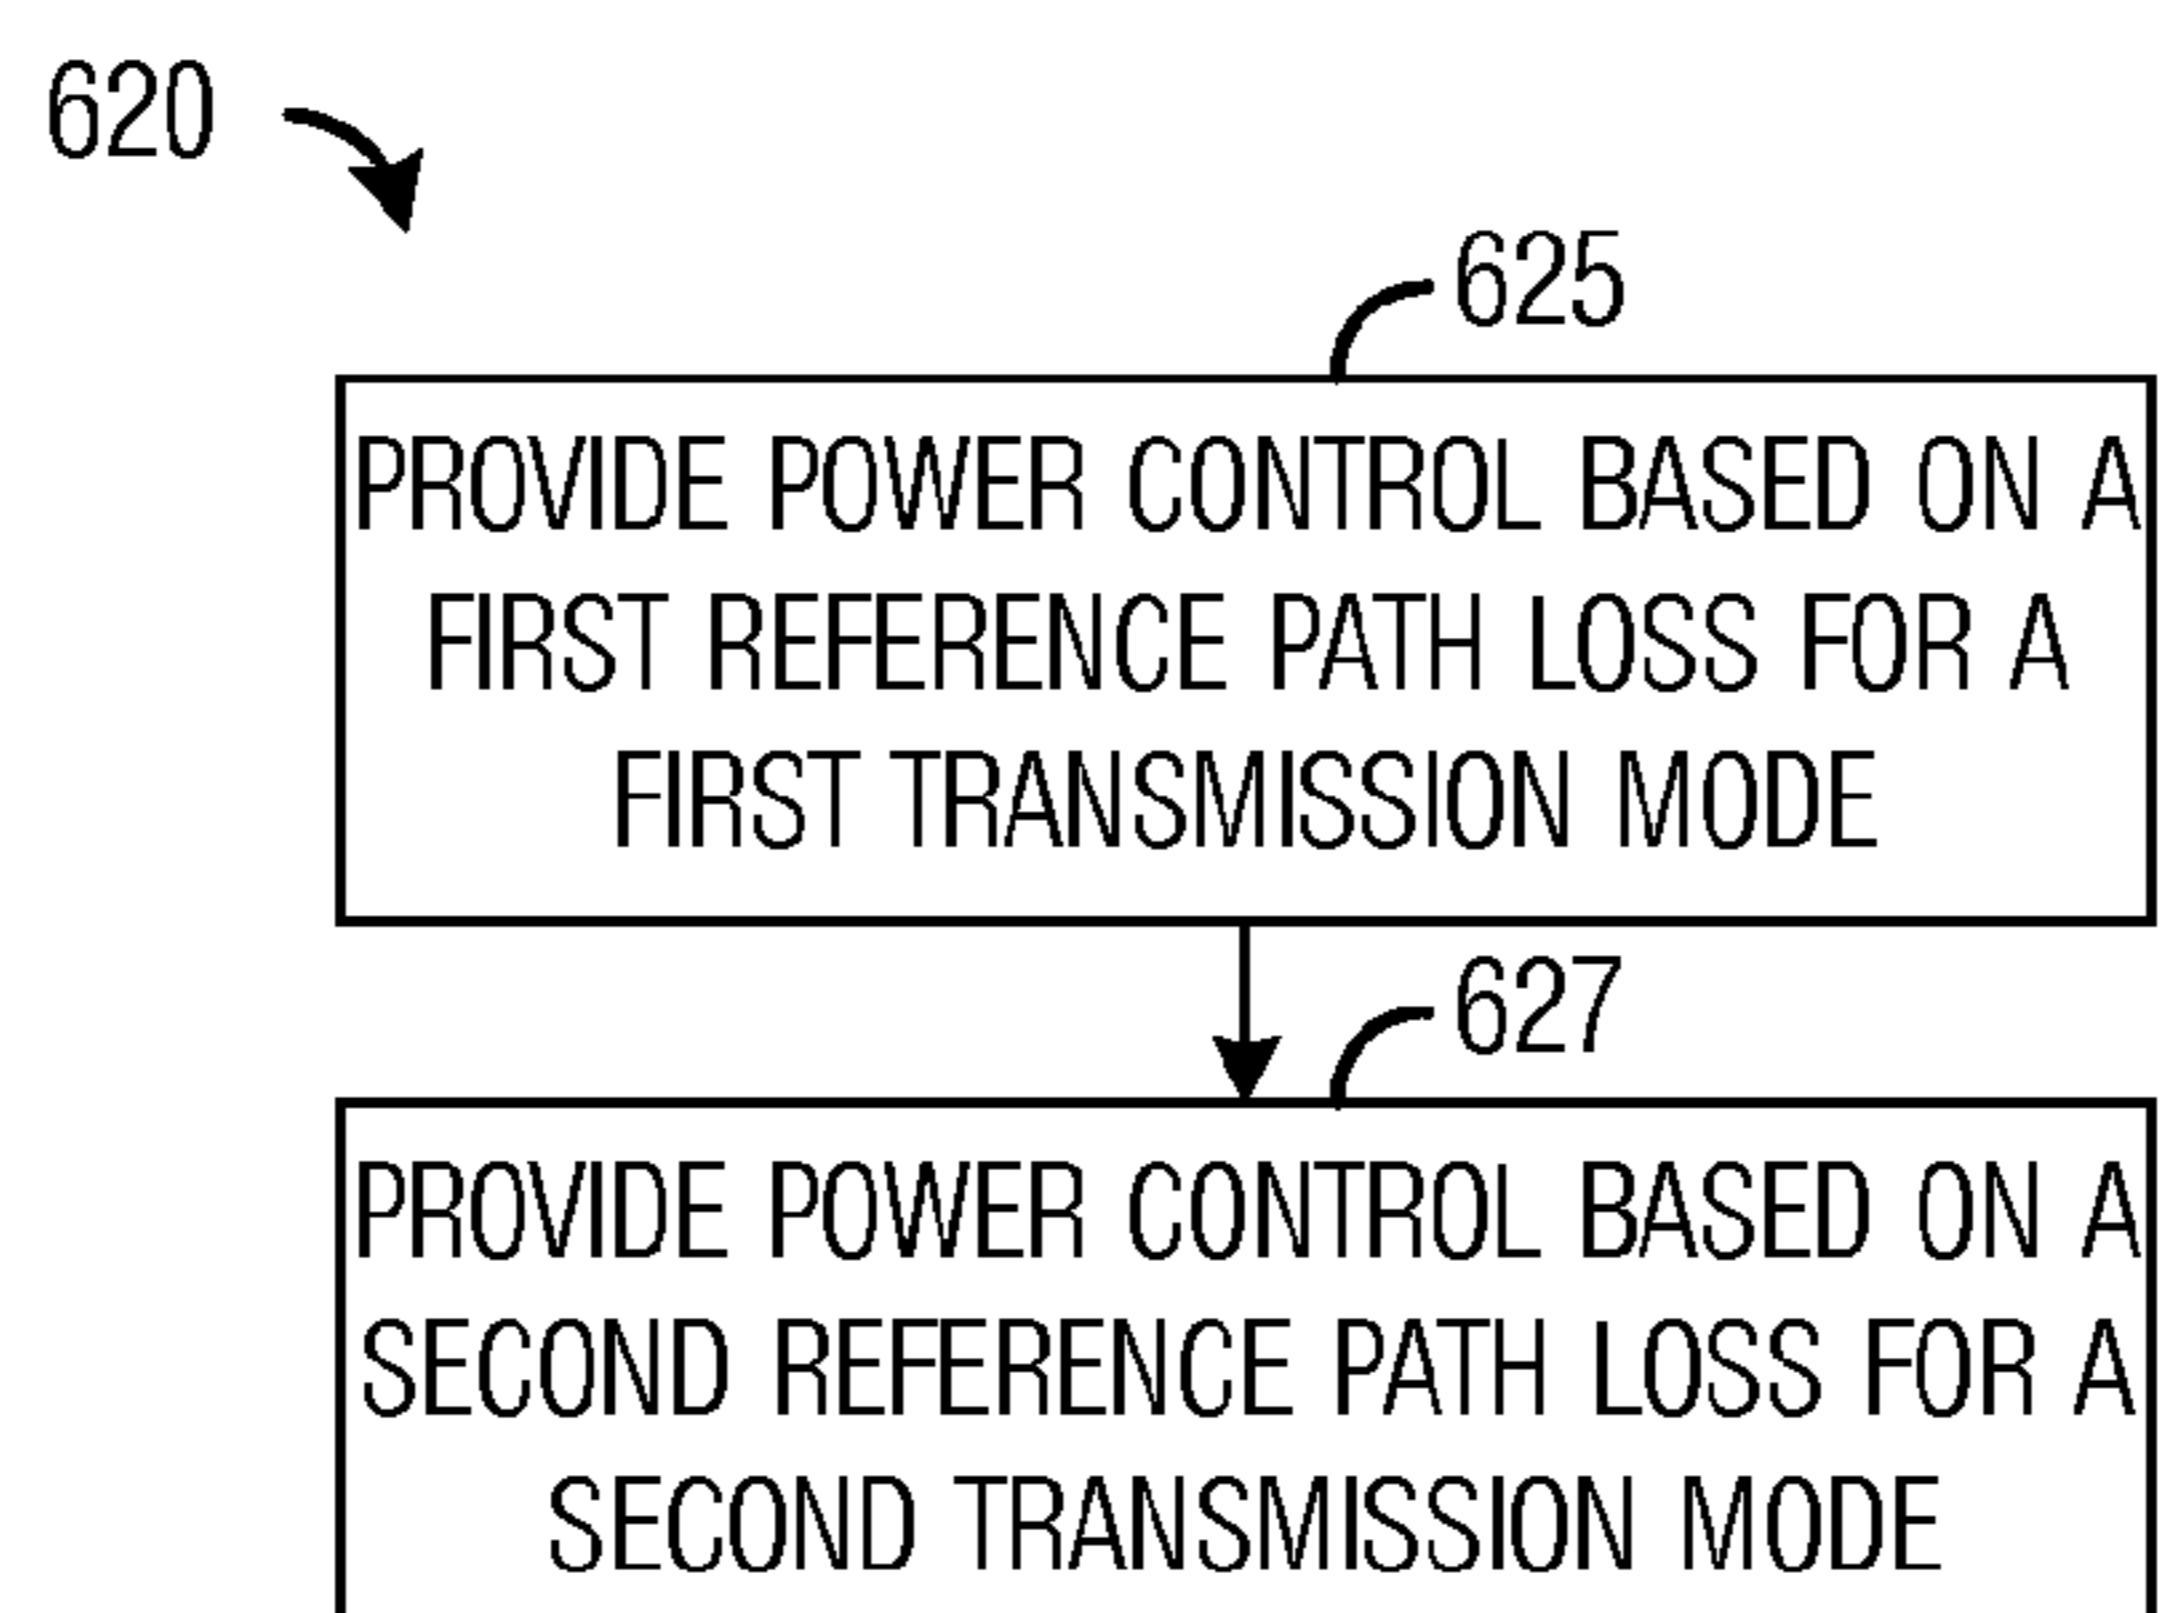 620
625
PROVIDE POWER CONTROL BASED ON A
FIRST REFERENCE PATH LOSS FOR A
FIRST TRANSMISSION MODE
627
PROVIDE POWER CONTROL BASED ON A
SECOND REFERENCE PATH LOSS FOR A
SECOND TRANSMISSION MODE